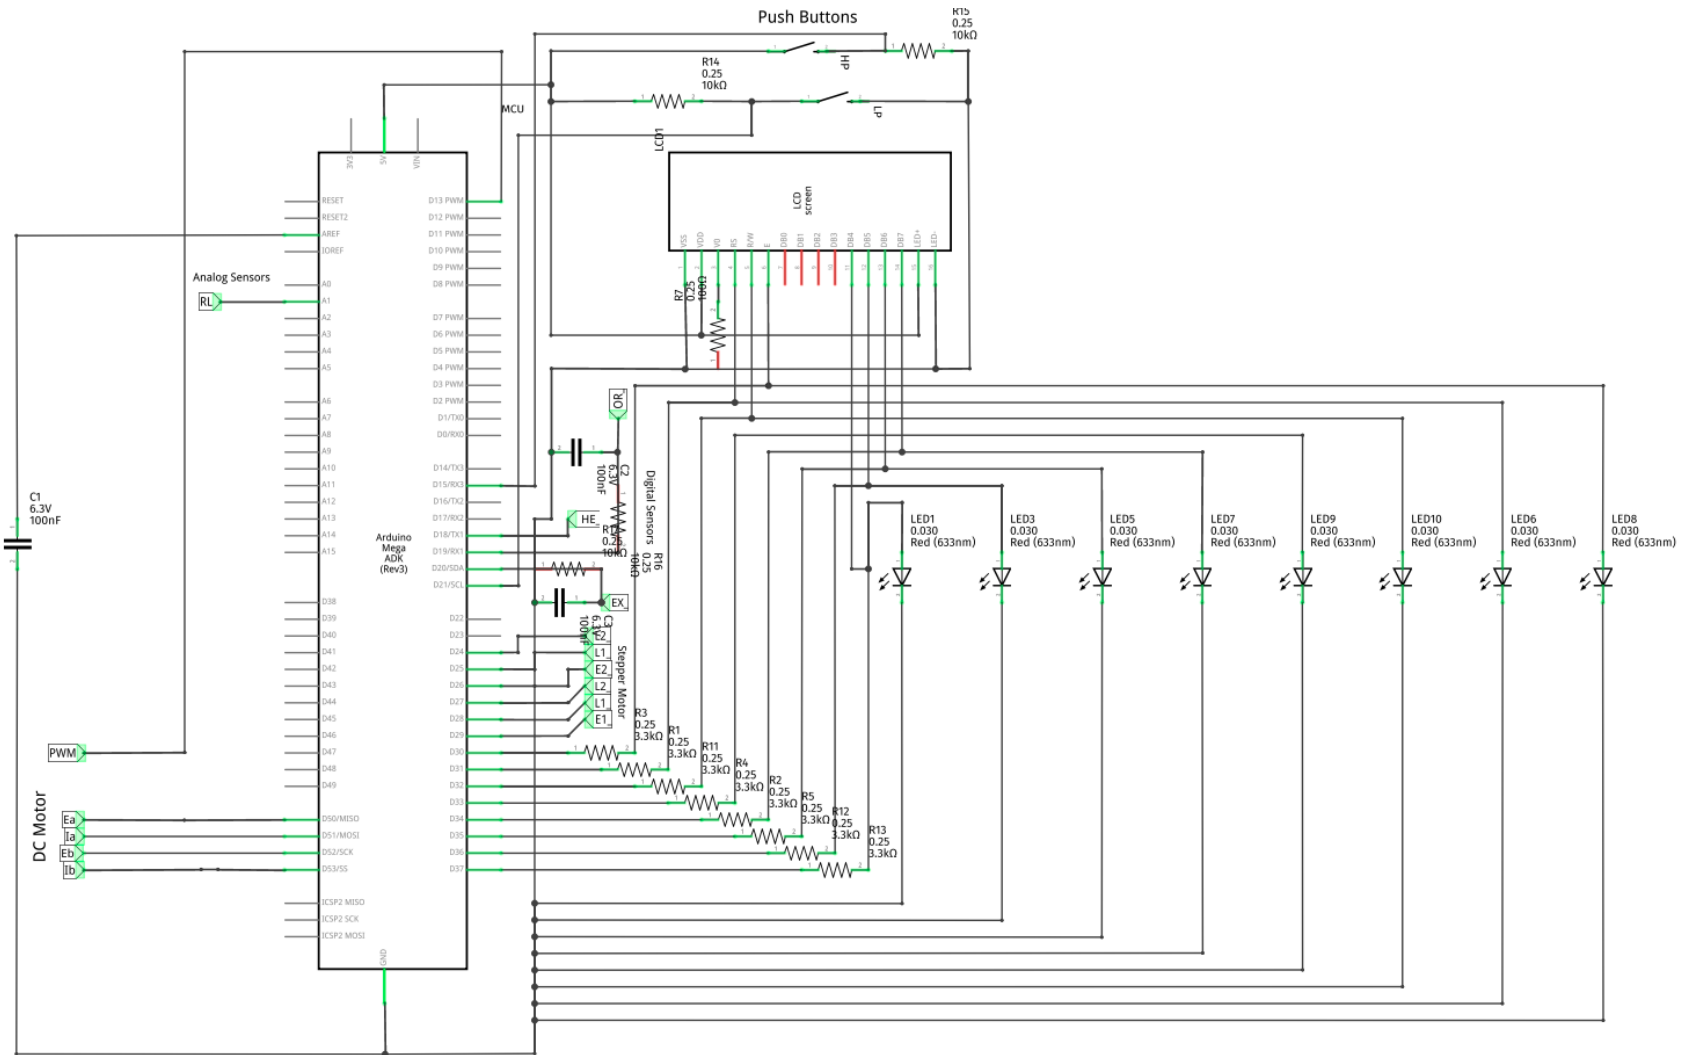 Push Buttons
R15
0.25
10kΩ
HP
R14
0.25
10kΩ
LP
MCU
LCD1
LCD
screen
VSS
VDD
V0
RS
R/W
E
DB0
DB1
DB2
DB3
DB4
DB5
DB6
DB7
LED+
LED-
R7
0.25
100Ω
3V3
5V
VIN
RESET
RESET2
AREF
IOREF
A0
A1
A2
A3
A4
A5
A6
A7
A8
A9
A10
A11
A12
A13
A14
A15
D38
D39
D40
D41
D42
D43
D44
D45
D46
D47
D48
D49
D50/MISO
D51/MOSI
D52/SCK
D53/SS
ICSP2 MISO
ICSP2 SCK
ICSP2 MOSI
GND
Arduino
Mega
ADK
(Rev3)
D13 PWM
D12 PWM
D11 PWM
D10 PWM
D9 PWM
D8 PWM
D7 PWM
D6 PWM
D5 PWM
D4 PWM
D3 PWM
D2 PWM
D1/TX0
D0/RX0
D14/TX3
D15/RX3
D16/TX2
D17/RX2
D18/TX1
D19/RX1
D20/SDA
D21/SCL
D22
D23
D24
D25
D26
D27
D28
D29
D30
D31
D32
D33
D34
D35
D36
D37
Analog Sensors
RL
C1
6.3V
100nF
PWM
DC Motor
Ea
Ia
Eb
Ib
OR
C2
6.3V
100nF
Digital Sensors
HE
0.25
10kΩ
R16
0.25
10kΩ
EX
C3
6.3V
100nF
L1
E2
L2
L1
E1
Stepper Motor
R3
0.25
3.3kΩ
R1
0.25
3.3kΩ
R11
0.25
3.3kΩ
R4
0.25
3.3kΩ
R2
0.25
3.3kΩ
R5
0.25
3.3kΩ
R12
0.25
3.3kΩ
R13
0.25
3.3kΩ
LED1
0.030
Red (633nm)
LED3
0.030
Red (633nm)
LED5
0.030
Red (633nm)
LED7
0.030
Red (633nm)
LED9
0.030
Red (633nm)
LED10
0.030
Red (633nm)
LED6
0.030
Red (633nm)
LED8
0.030
Red (633nm)